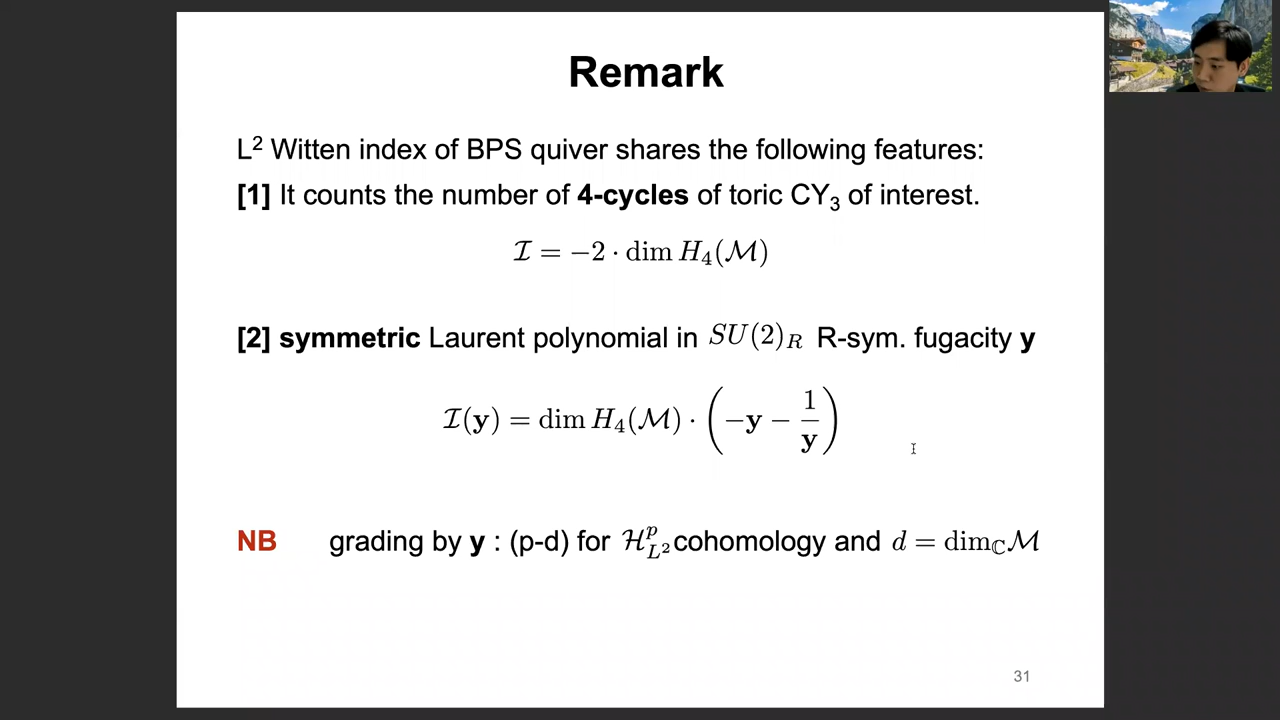 Remark
L² Witten index of BPS quiver shares the following features:
[1] It counts the number of 4-cycles of toric CY₃ of interest.
ℐ = −2 · dim H₄(ℳ)
[2] symmetric Laurent polynomial in SU(2)_R R-sym. fugacity y
ℐ(y) = dim H₄(ℳ) · (−y − 1/y)
NB grading by y : (p-d) for ℋ^p_{L²} cohomology and d = dim_ℂ ℳ
31